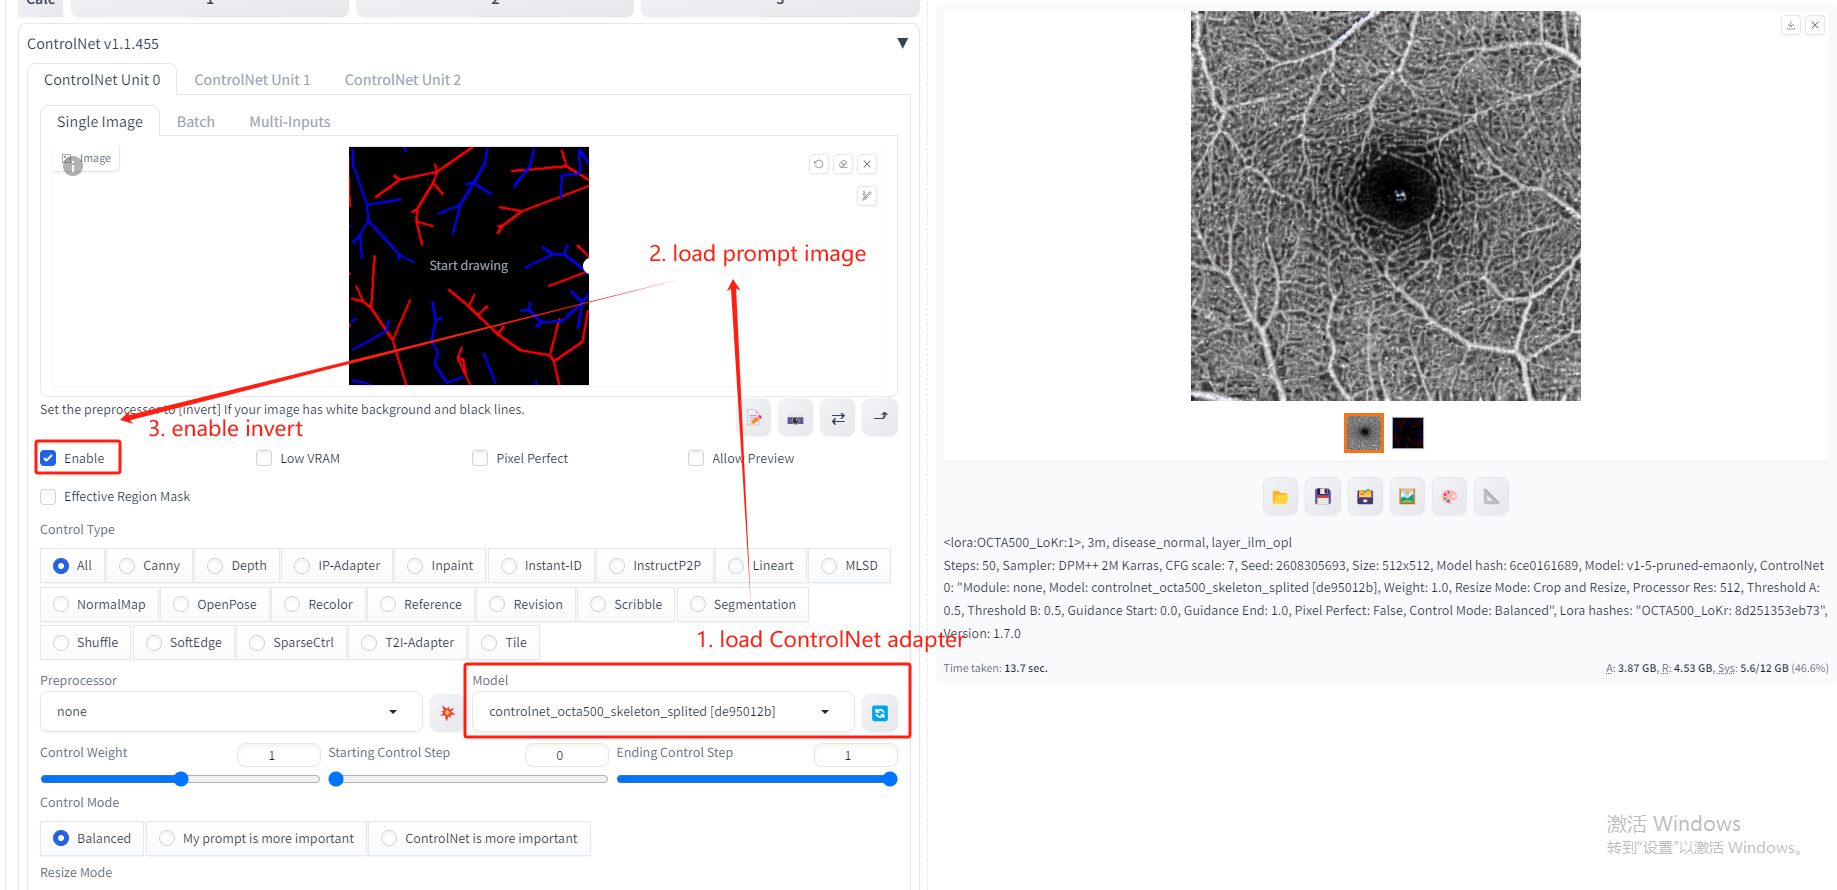 Calc
1
2
3
ControlNet v1.1.455
ControlNet Unit 0
ControlNet Unit 1
ControlNet Unit 2
Single Image
Batch
Multi-Inputs
Image
Start drawing
2. load prompt image
Set the preprocessor to [invert] If your image has white background and black lines.
3. enable invert
Enable
Low VRAM
Pixel Perfect
Allow Preview
Effective Region Mask
Control Type
All
Canny
Depth
IP-Adapter
Inpaint
Instant-ID
InstructP2P
Lineart
MLSD
NormalMap
OpenPose
Recolor
Reference
Revision
Scribble
Segmentation
Shuffle
SoftEdge
SparseCtrl
T2I-Adapter
Tile
1. load ControlNet adapter
Preprocessor
none
Model
controlnet_octa500_skeleton_splited [de95012b]
Control Weight
1
Starting Control Step
0
Ending Control Step
1
Control Mode
Balanced
My prompt is more important
ControlNet is more important
Resize Mode
<lora:OCTA500_LoKr:1>, 3m, disease_normal, layer_ilm_opl
Steps: 50, Sampler: DPM++ 2M Karras, CFG scale: 7, Seed: 2608305693, Size: 512x512, Model hash: 6ce0161689, Model: v1-5-pruned-emaonly, ControlNet
0: "Module: none, Model: controlnet_octa500_skeleton_splited [de95012b], Weight: 1.0, Resize Mode: Crop and Resize, Processor Res: 512, Threshold A:
0.5, Threshold B: 0.5, Guidance Start: 0.0, Guidance End: 1.0, Pixel Perfect: False, Control Mode: Balanced", Lora hashes: "OCTA500_LoKr: 8d251353eb73",
Version: 1.7.0
Time taken: 13.7 sec.
A: 3.87 GB, R: 4.53 GB, Sys: 5.6/12 GB (46.6%)
激活 Windows
转到"设置"以激活 Windows。